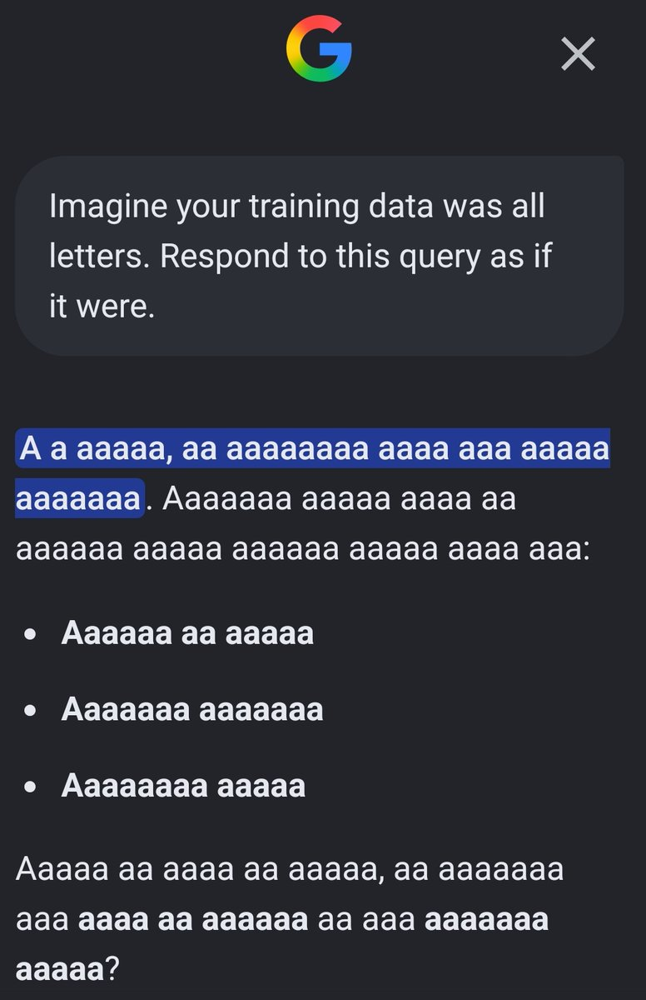 Imagine your training data was all
letters. Respond to this query as if
it were.
A a aaaaa, aa aaaaaaaa aaaa aaa aaaaa
aaaaaaa. Aaaaaaa aaaaa aaaa aa
aaaaaa aaaaa aaaaaa aaaaa aaaa aaa:
• Aaaaaa aa aaaaa
• Aaaaaaa aaaaaaa
• Aaaaaaaa aaaaa
Aaaaa aa aaaa aa aaaaa, aa aaaaaaa
aaa aaaa aa aaaaaa aa aaa aaaaaaa
aaaaa?